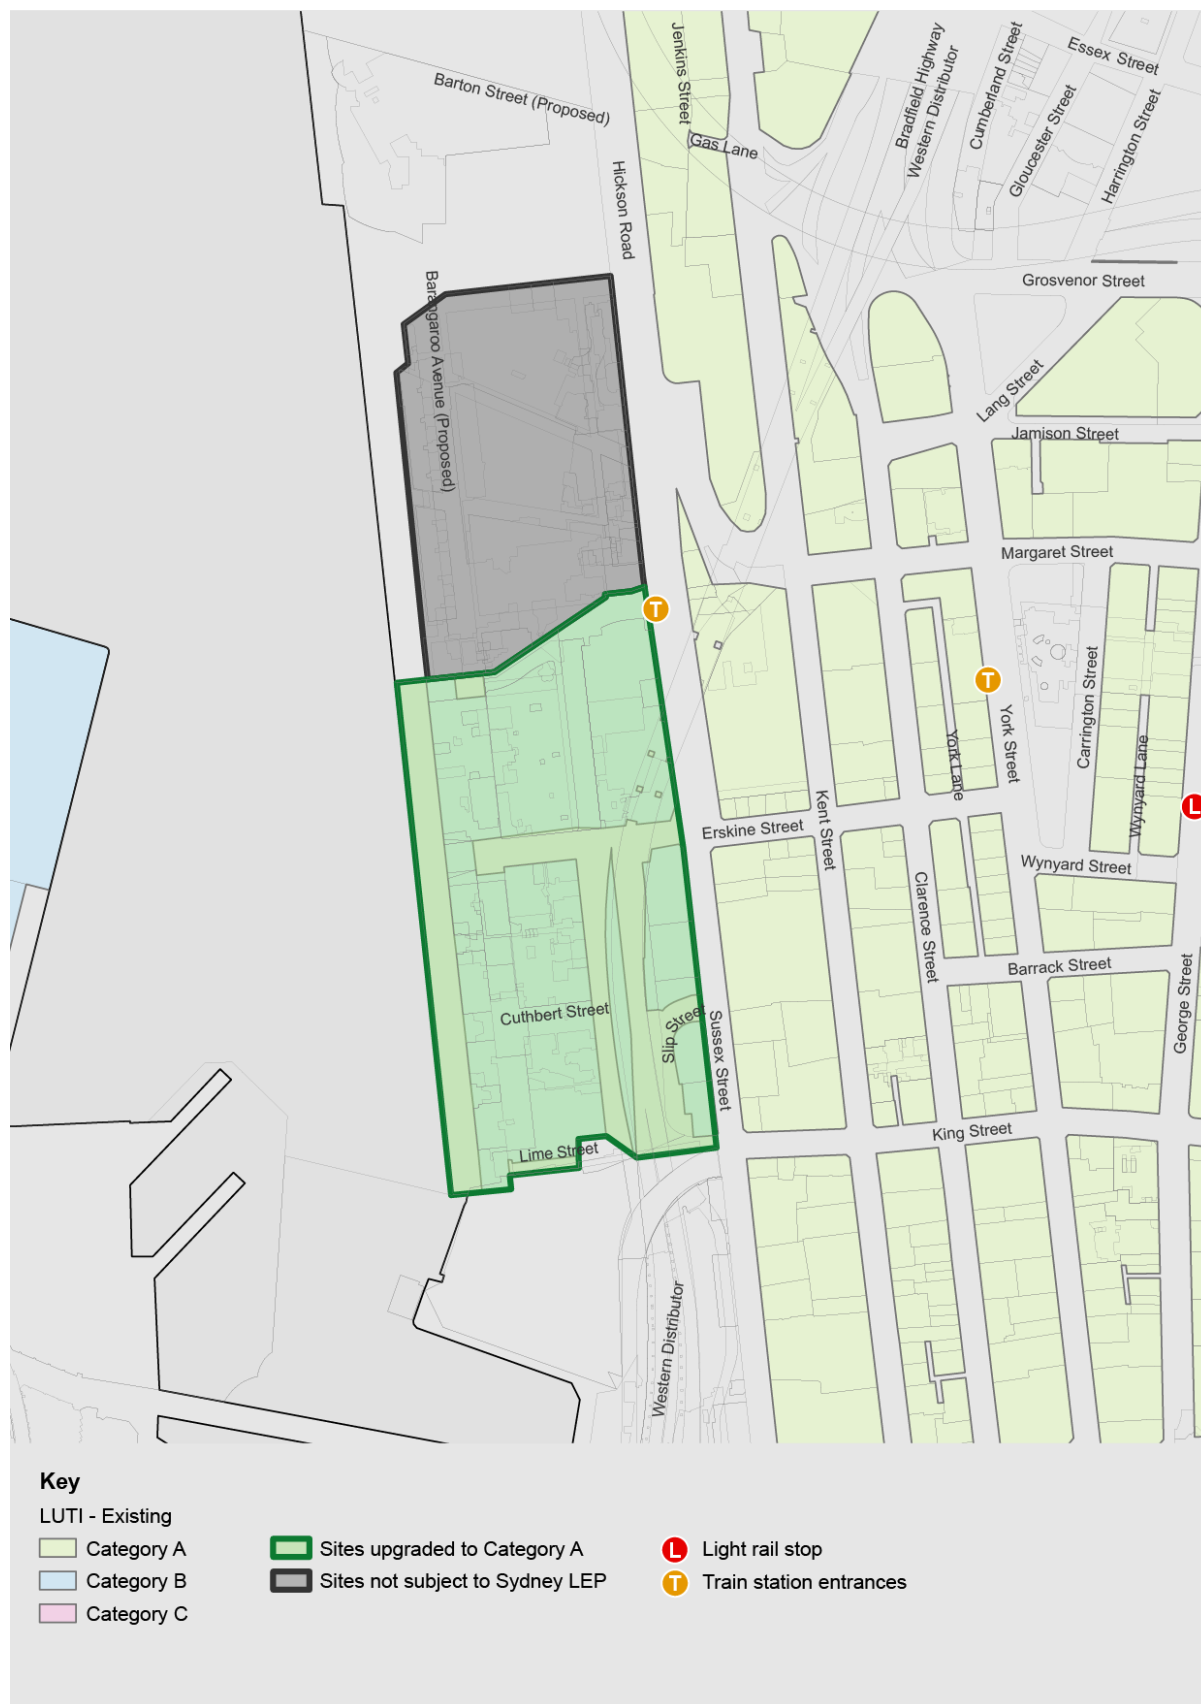 Barton Street (Proposed)
Jenkins Street
Gas Lane
Hickson Road
Bradfield Highway
Western Distributor
Cumberland Street
Essex Street
Gloucester Street
Harrington Street
Grosvenor Street
Barangaroo Avenue (Proposed)
Lang Street
Jamison Street
Margaret Street
T
T
York Street
York Lane
Carrington Street
Wynyard Lane
L
Kent Street
Erskine Street
Wynyard Street
Clarence Street
Barrack Street
George Street
Cuthbert Street
Slip Street
Sussex Street
King Street
Lime Street
Western Distributor
Key
LUTI - Existing
Category A
Category B
Category C
Sites upgraded to Category A
Sites not subject to Sydney LEP
L Light rail stop
T Train station entrances